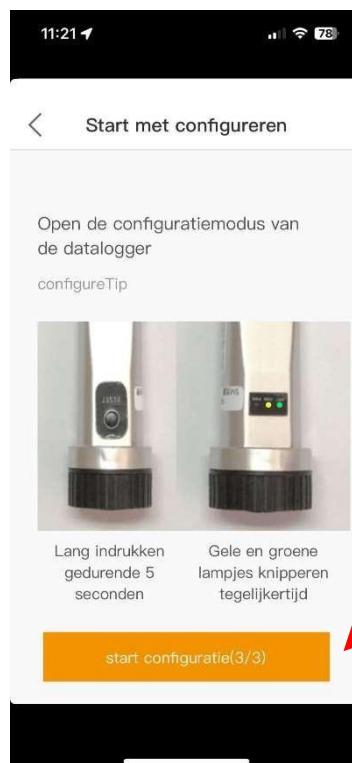 11:21
78
Start met configureren
Open de configuratiemodus van
de datalogger
configureTip
RESET
Lang indrukken
gedurende 5
seconden
Gele en groene
lampjes knipperen
tegelijkertijd
start configuratie(3/3)